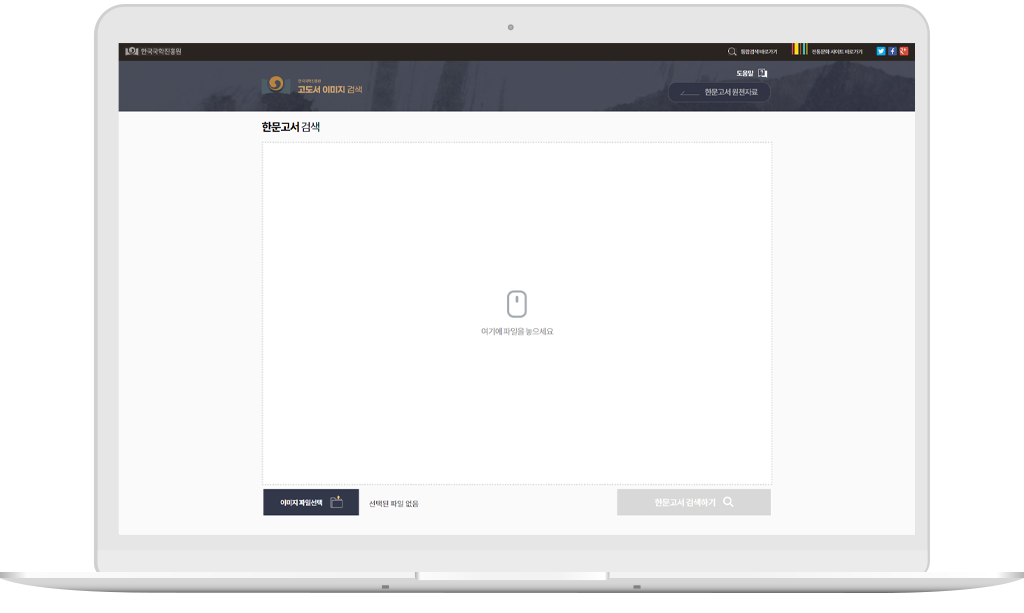 한국국학진흥원
통합검색 바로가기
전통문화 사이트 바로가기
도움말
한국국학진흥원
고도서 이미지 검색
한문고서 원천자료
한문고서 검색
여기에 파일을 놓으세요
이미지 파일선택
선택된 파일 없음
한문고서 검색하기